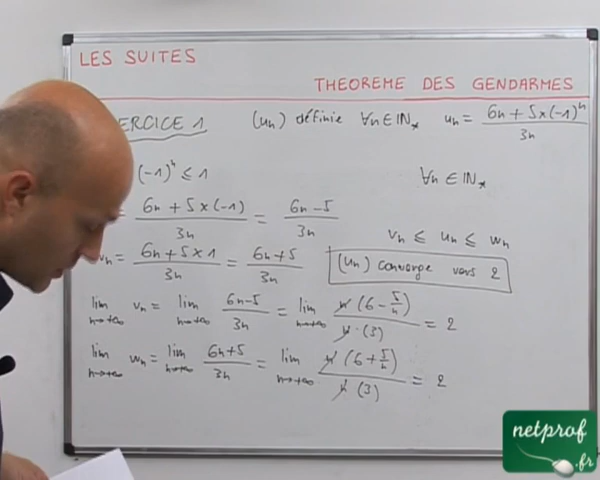 LES SUITES
THEOREME DES GENDARMES
ERCICE 1 (un) définie ∀n ∈ IN* un = (6n + 5×(-1)^n) / 3n
(-1)^n ≤ 1 ∀n ∈ IN*
= (6n + 5×(-1)) / 3n = (6n-5) / 3n
vn ≤ un ≤ wn
wn = (6n + 5×1) / 3n = (6n+5) / 3n
(un) converge vers 2
lim n→+∞ vn = lim n→+∞ (6n-5) / 3n = lim n→+∞ n(6 - 5/n) / n·(3) = 2
lim n→+∞ wn = lim n→+∞ (6n+5) / 3n = lim n→+∞ n(6 + 5/n) / n(3) = 2
netprof
.fr